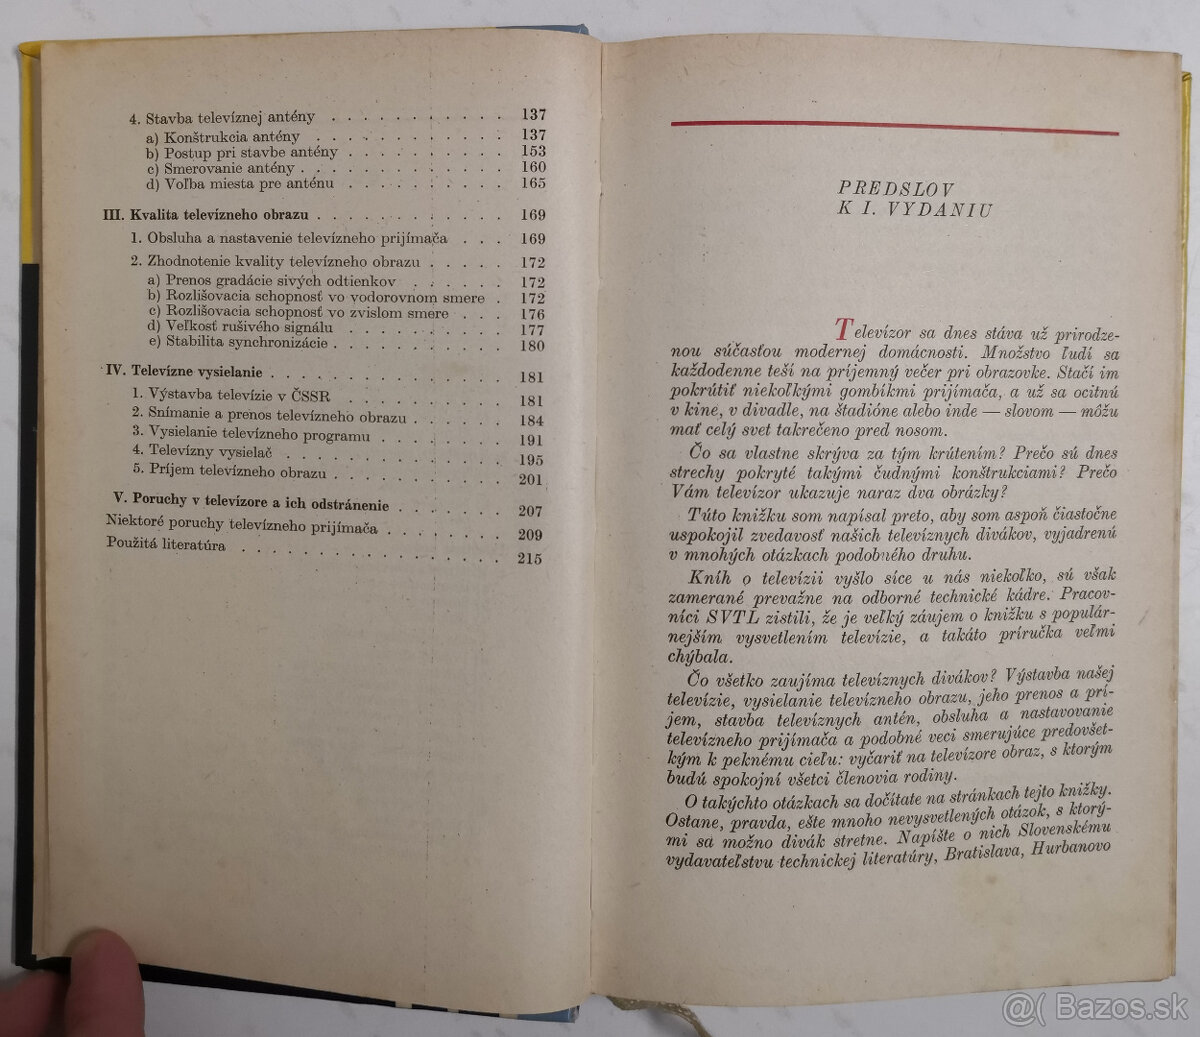 4. Stavba televíznej antény . . . . . . . . . . . 137
a) Konštrukcia antény . . . . . . . . . . . 137
b) Postup pri stavbe antény . . . . . . . . . 153
c) Smerovanie antény . . . . . . . . . . . 160
d) Voľba miesta pre anténu . . . . . . . . . 165
III. Kvalita televízneho obrazu . . . . . . . . . . . 169
1. Obsluha a nastavenie televízneho prijímača . . . 169
2. Zhodnotenie kvality televízneho obrazu . . . . . 172
a) Prenos gradácie sivých odtienkov . . . . . 172
b) Rozlišovacia schopnosť vo vodorovnom smere . 172
c) Rozlišovacia schopnosť vo zvislom smere . . . 176
d) Veľkosť rušivého signálu . . . . . . . . . 177
e) Stabilita synchronizácie . . . . . . . . . . 180
IV. Televízne vysielanie . . . . . . . . . . . . . 181
1. Výstavba televízie v ČSSR . . . . . . . . . . 181
2. Snímanie a prenos televízneho obrazu . . . . . . 184
3. Vysielanie televízneho programu . . . . . . . . 191
4. Televízny vysielač . . . . . . . . . . . . . 195
5. Príjem televízneho obrazu . . . . . . . . . . 201
V. Poruchy v televízore a ich odstránenie . . . . . . . 207
Niektoré poruchy televízneho prijímača . . . . . . . . 209
Použitá literatúra . . . . . . . . . . . . . . . . 215
PREDSLOV
K I. VYDANIU
Televízor sa dnes stáva už prirodze-
nou súčasťou modernej domácnosti. Množstvo ľudí sa
každodenne teší na príjemný večer pri obrazovke. Stačí im
pokrútiť niekoľkými gombíkmi prijímača, a už sa ocitnú
v kine, v divadle, na štadióne alebo inde — slovom — môžu
mať celý svet takrečeno pred nosom.
Čo sa vlastne skrýva za tým krútením? Prečo sú dnes
strechy pokryté takými čudnými konštrukciami? Prečo
Vám televízor ukazuje naraz dva obrázky?
Túto knižku som napísal preto, aby som aspoň čiastočne
uspokojil zvedavosť našich televíznych divákov, vyjadrenú
v mnohých otázkach podobného druhu.
Kníh o televízii vyšlo síce u nás niekoľko, sú však
zamerané prevažne na odborné technické kádre. Pracov-
níci SVTL zistili, že je veľký záujem o knižku s populár-
nejším vysvetlením televízie, a takáto príručka veľmi
chýbala.
Čo všetko zaujíma televíznych divákov? Výstavba našej
televízie, vysielanie televízneho obrazu, jeho prenos a prí-
jem, stavba televíznych antén, obsluha a nastavovanie
televízneho prijímača a podobné veci smerujúce predovšet-
kým k peknému cieľu: vyčariť na televízore obraz, s ktorým
budú spokojní všetci členovia rodiny.
O takýchto otázkach sa dočítate na stránkach tejto knižky.
Ostane, pravda, ešte mnoho nevysvetlených otázok, s ktorý-
mi sa možno divák stretne. Napíšte o nich Slovenskému
vydavateľstvu technickej literatúry, Bratislava, Hurbanovo
@( Bazos.sk